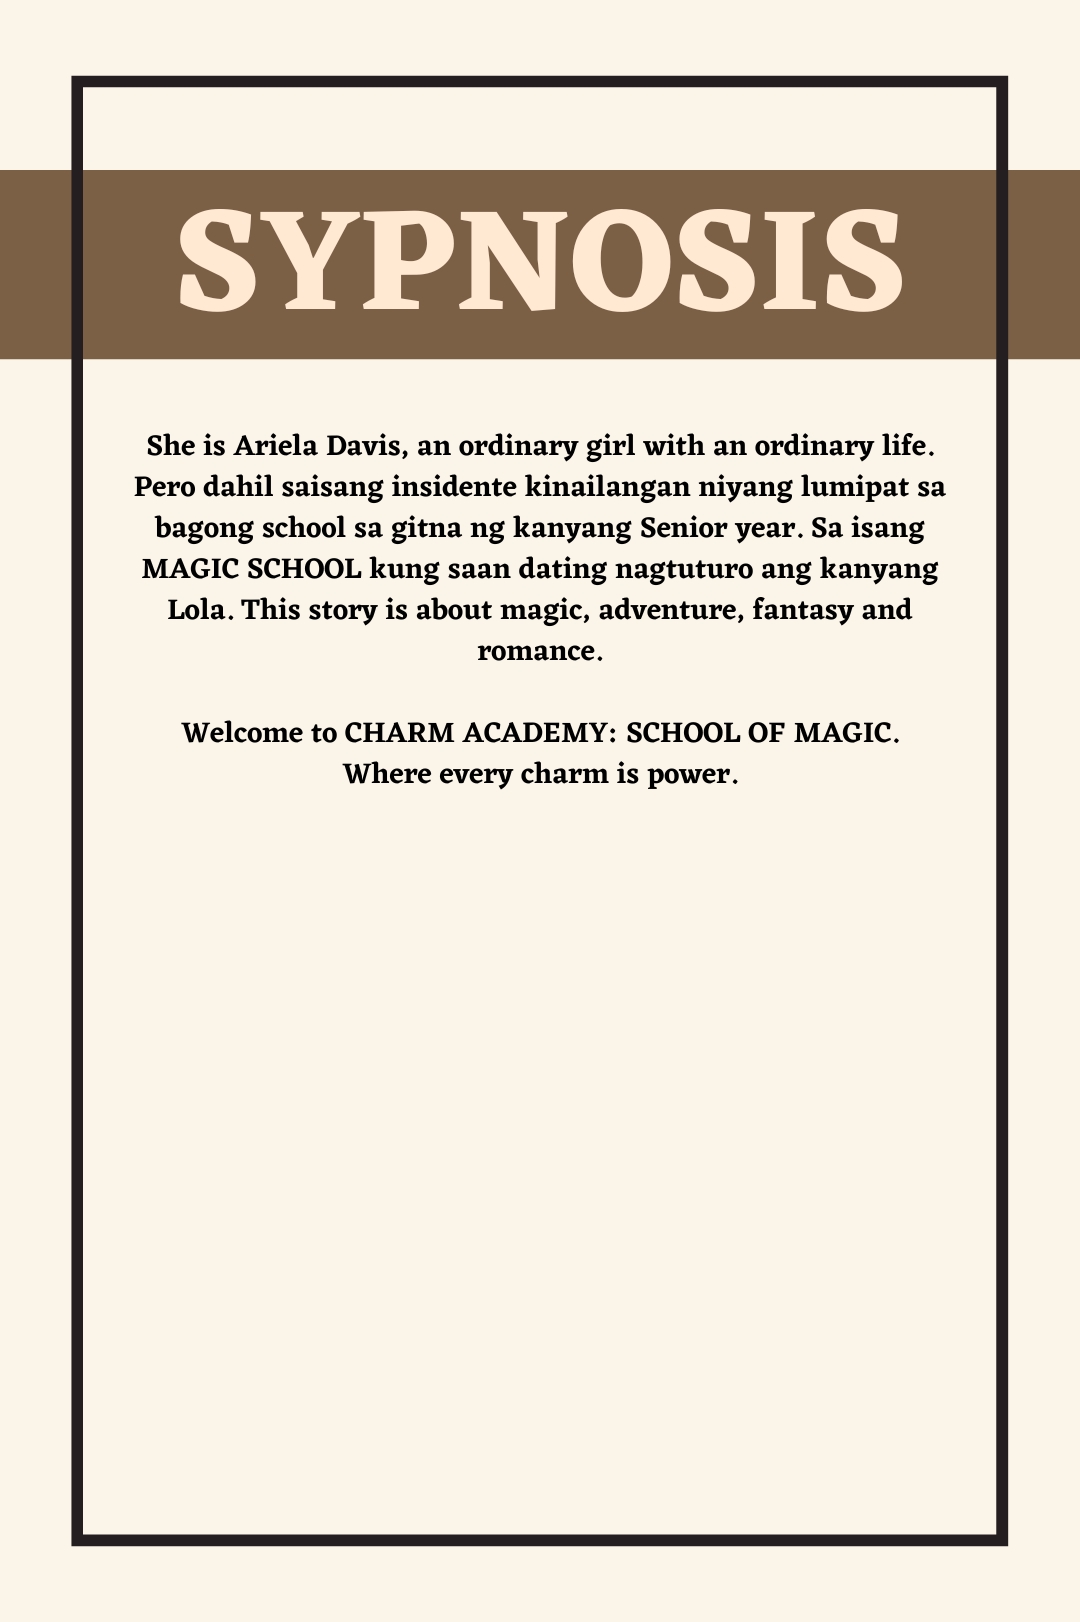 SYPNOSIS
She is Ariela Davis, an ordinary girl with an ordinary life.
Pero dahil saisang insidente kinailangan niyang lumipat sa
bagong school sa gitna ng kanyang Senior year. Sa isang
MAGIC SCHOOL kung saan dating nagtuturo ang kanyang
Lola. This story is about magic, adventure, fantasy and
romance.
Welcome to CHARM ACADEMY: SCHOOL OF MAGIC.
Where every charm is power.